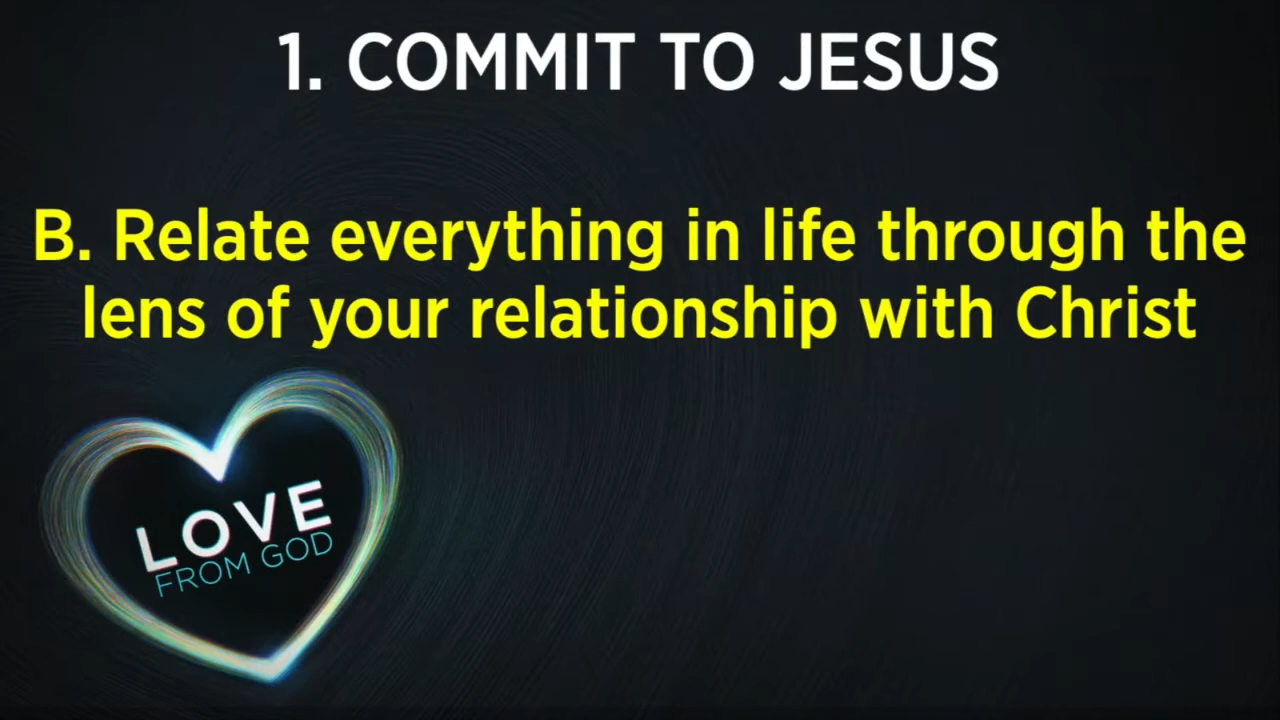 1. COMMIT TO JESUS
B. Relate everything in life through the
lens of your relationship with Christ
LOVE
FROM GOD